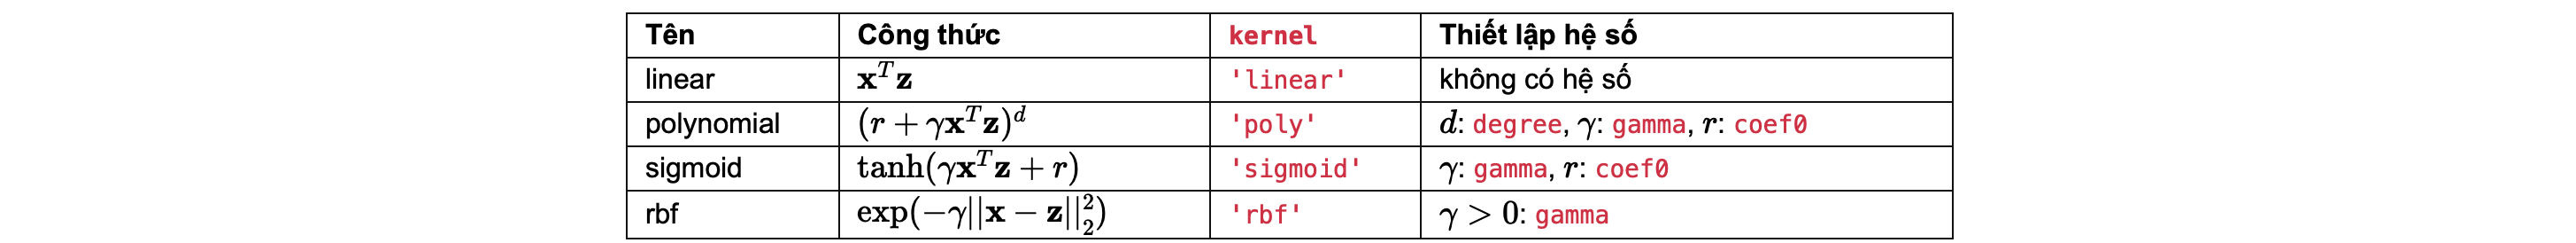 Tên Công thức kernel Thiết lập hệ số
linear $\mathbf{x}^T\mathbf{z}$ 'linear' không có hệ số
polynomial $(r + \gamma\mathbf{x}^T\mathbf{z})^d$ 'poly' $d$: degree, $\gamma$: gamma, $r$: coef0
sigmoid $\tanh(\gamma\mathbf{x}^T\mathbf{z} + r)$ 'sigmoid' $\gamma$: gamma, $r$: coef0
rbf $\exp(-\gamma||\mathbf{x} - \mathbf{z}||_2^2)$ 'rbf' $\gamma > 0$: gamma